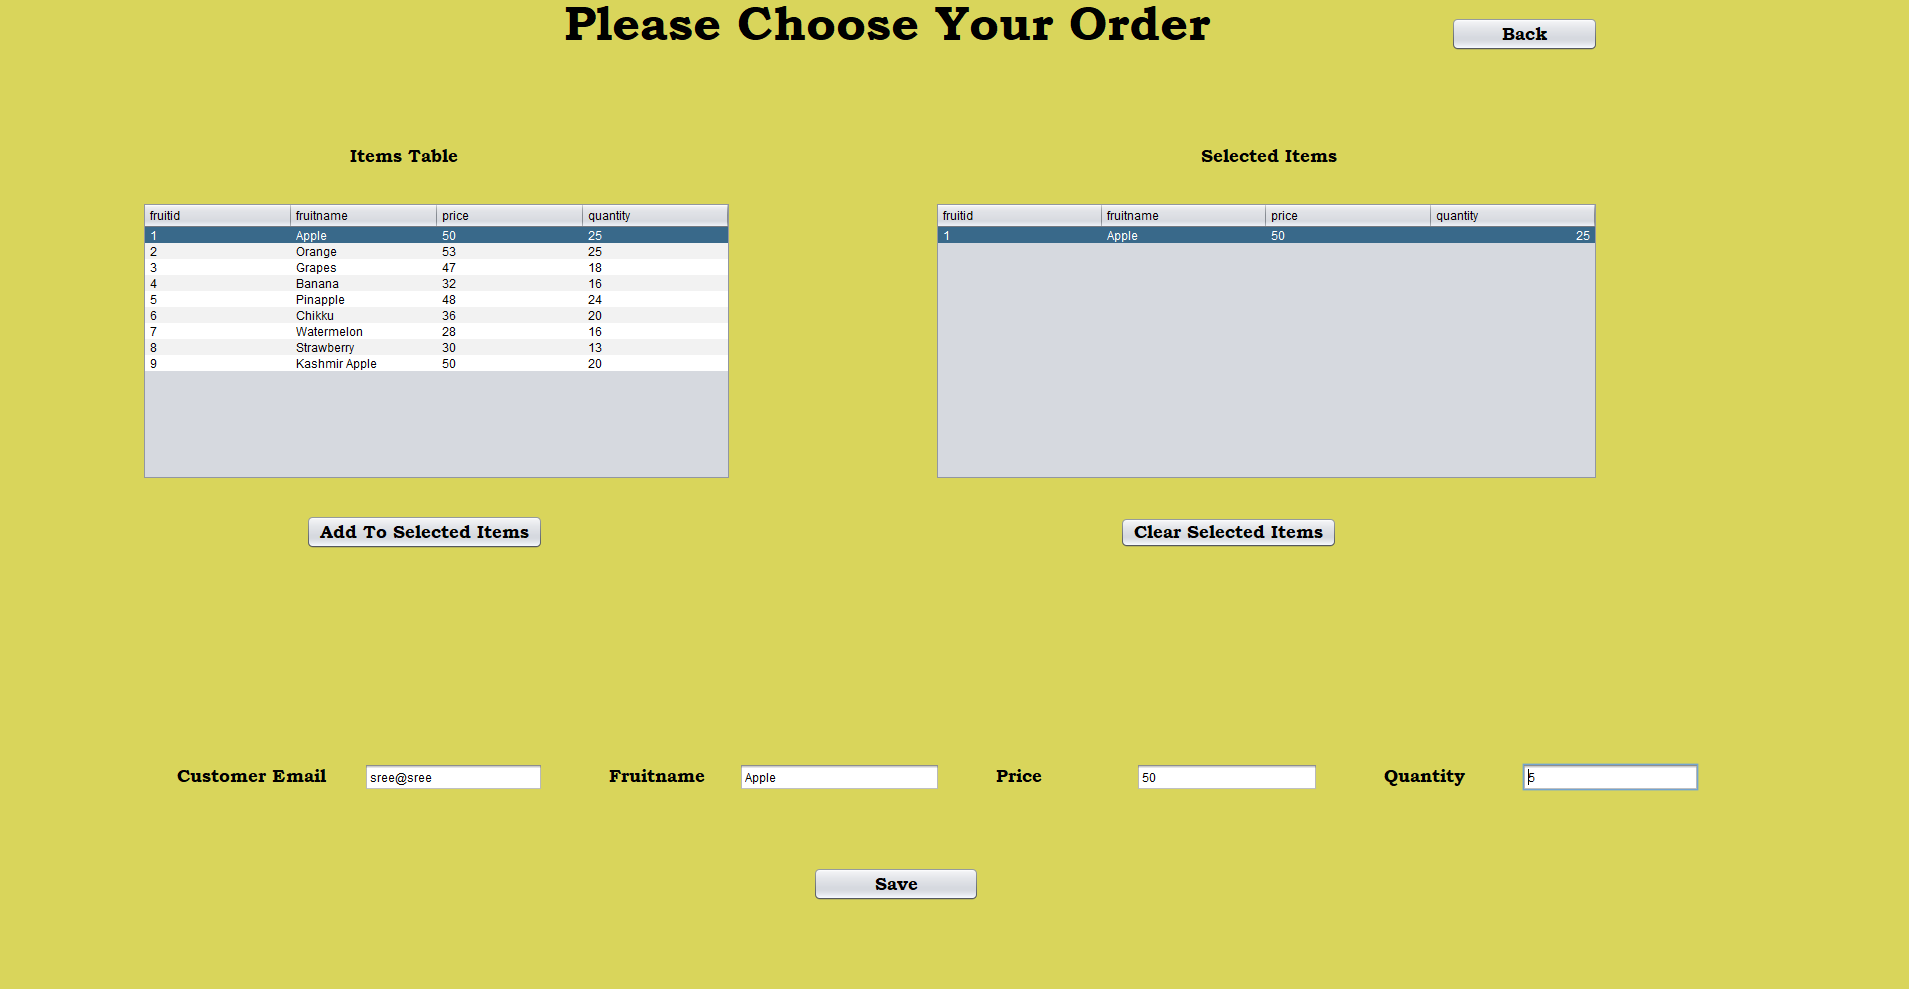 Please Choose Your Order
Back
Items Table
fruitid fruitname price quantity
1 Apple 50 25
2 Orange 53 25
3 Grapes 47 18
4 Banana 32 16
5 Pinapple 48 24
6 Chikku 36 20
7 Watermelon 28 16
8 Strawberry 30 13
9 Kashmir Apple 50 20
Add To Selected Items
Selected Items
fruitid fruitname price quantity
1 Apple 50 25
Clear Selected Items
Customer Email sree@sree Fruitname Apple Price 50 Quantity 5
Save